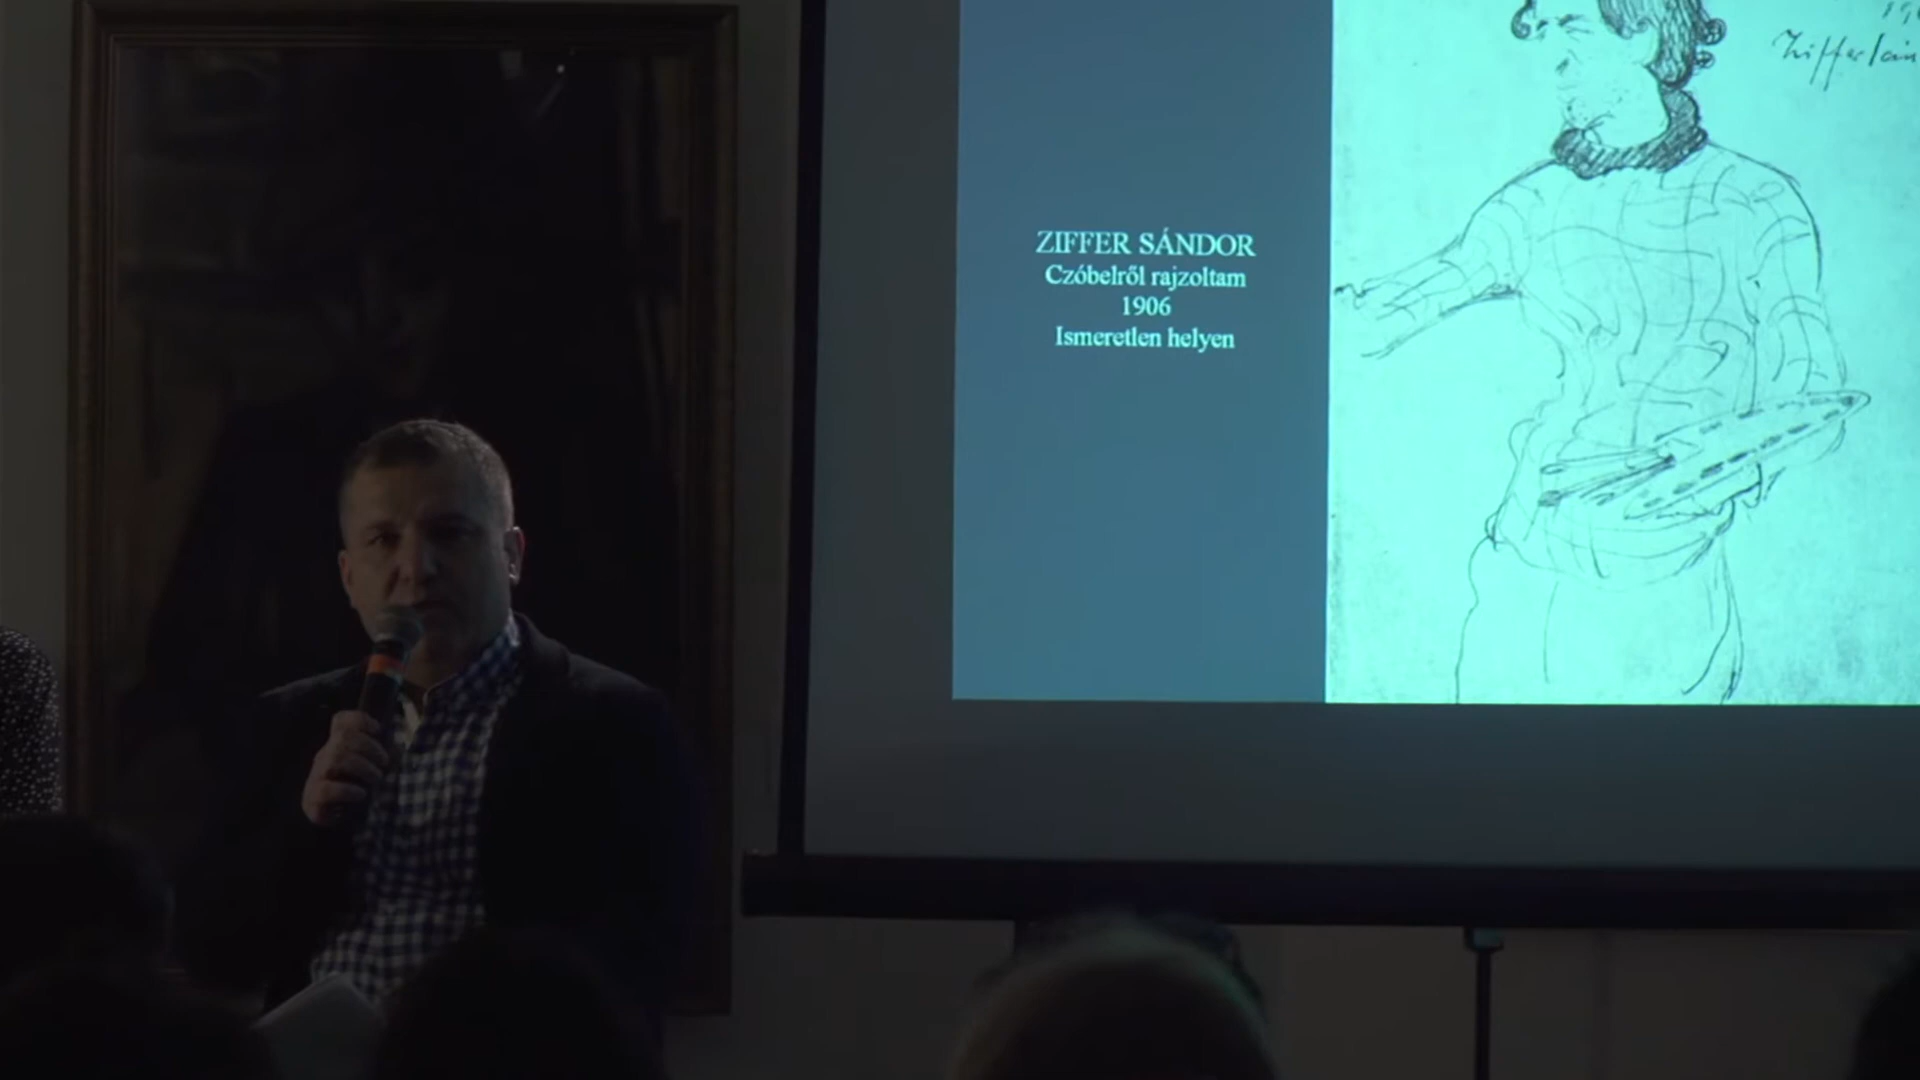 ZIFFER SÁNDOR
Czóbelről rajzoltam
1906
Ismeretlen helyen